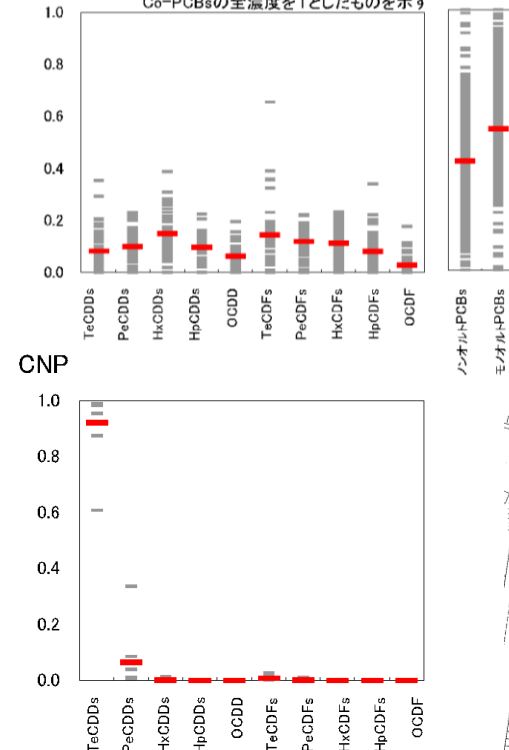 Co-PCBsの全濃度を1としたものを示す
1.0
0.8
0.6
0.4
0.2
0.0
TeCDDs
PeCDDs
HxCDDs
HpCDDs
OCDD
TeCDFs
PeCDFs
HxCDFs
HpCDFs
OCDF
ノンオルトPCBs
モノオルトPCBs
CNP
1.0
0.8
0.6
0.4
0.2
0.0
TeCDDs
PeCDDs
HxCDDs
HpCDDs
OCDD
TeCDFs
PeCDFs
HxCDFs
HpCDFs
OCDF